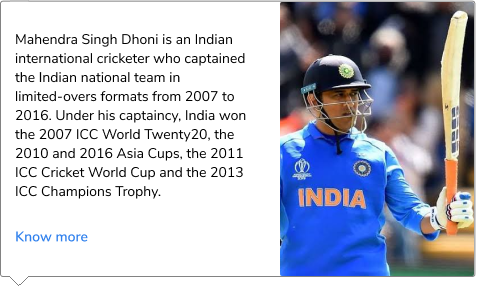 Mahendra Singh Dhoni is an Indian
international cricketer who captained
the Indian national team in
limited-overs formats from 2007 to
2016. Under his captaincy, India won
the 2007 ICC World Twenty20, the
2010 and 2016 Asia Cups, the 2011
ICC Cricket World Cup and the 2013
ICC Champions Trophy.
Know more
INDIA